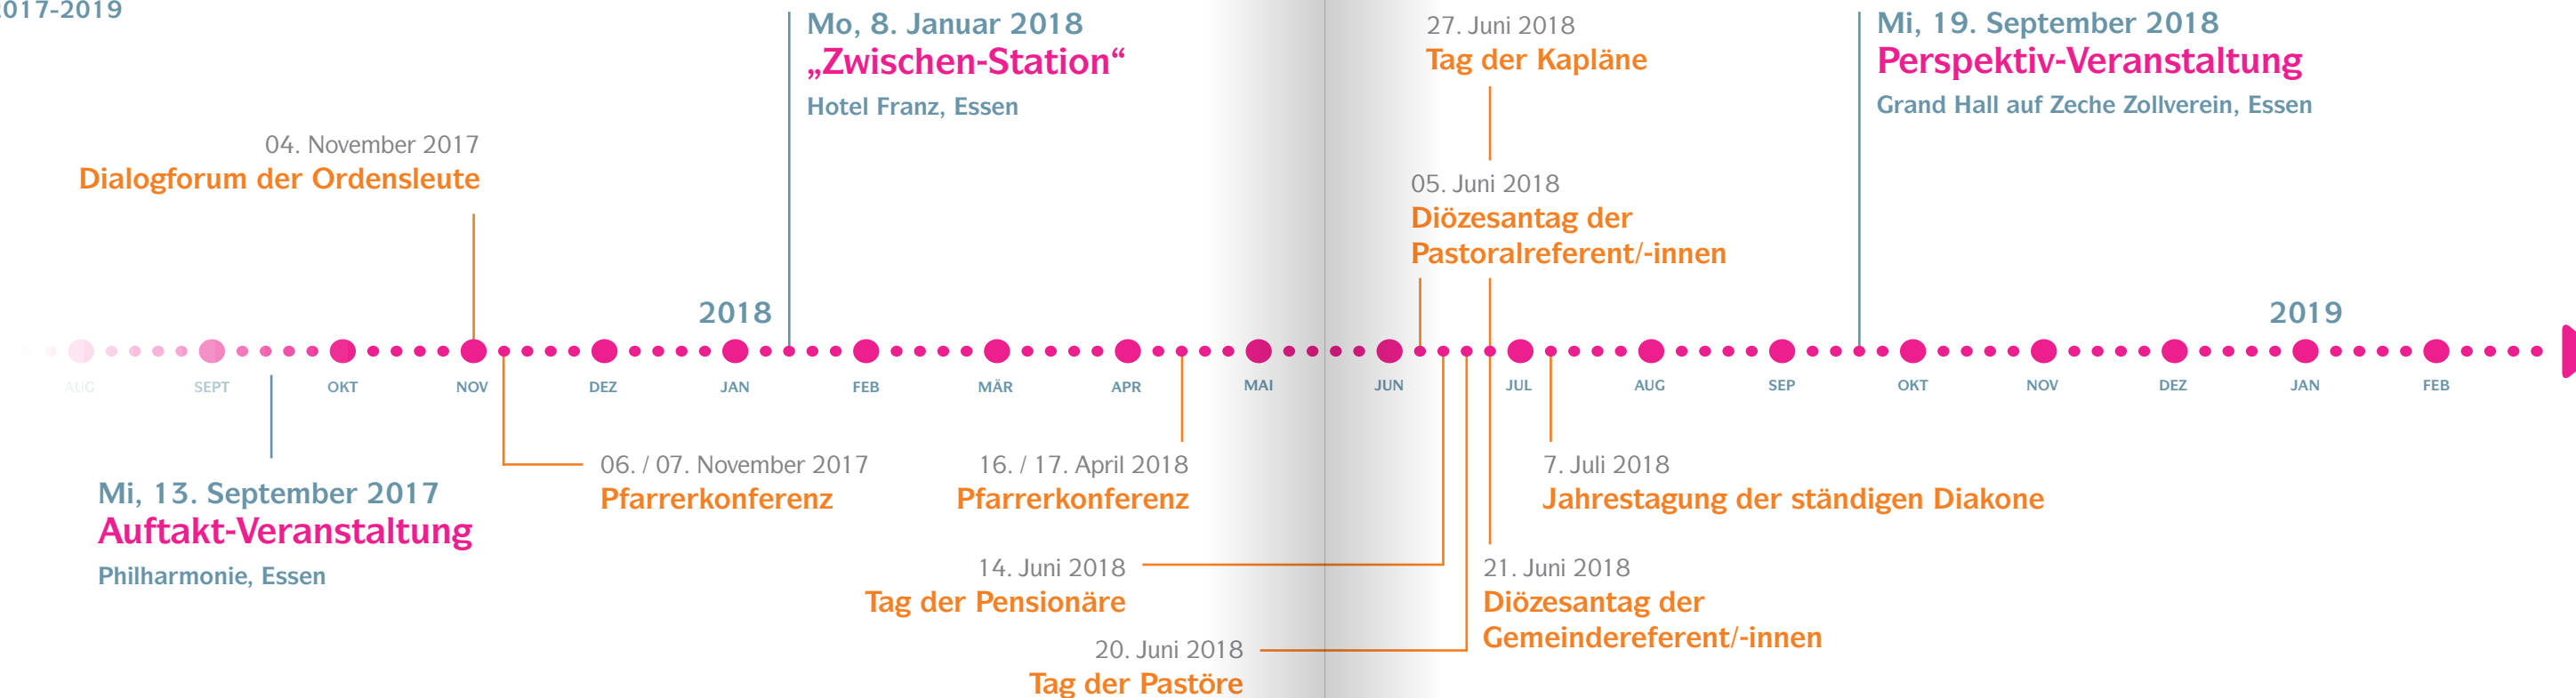 2017-2019
Mo, 8. Januar 2018
„Zwischen-Station“
Hotel Franz, Essen
27. Juni 2018
Tag der Kapläne
Mi, 19. September 2018
Perspektiv-Veranstaltung
Grand Hall auf Zeche Zollverein, Essen
04. November 2017
Dialogforum der Ordensleute
05. Juni 2018
Diözesantag der
Pastoralreferent/-innen
2018
2019
AUG SEPT OKT NOV DEZ JAN FEB MÄR APR MAI JUN JUL AUG SEP OKT NOV DEZ JAN FEB
Mi, 13. September 2017
Auftakt-Veranstaltung
Philharmonie, Essen
06. / 07. November 2017
Pfarrerkonferenz
16. / 17. April 2018
Pfarrerkonferenz
7. Juli 2018
Jahrestagung der ständigen Diakone
14. Juni 2018
Tag der Pensionäre
21. Juni 2018
Diözesantag der
Gemeindereferent/-innen
20. Juni 2018
Tag der Pastöre